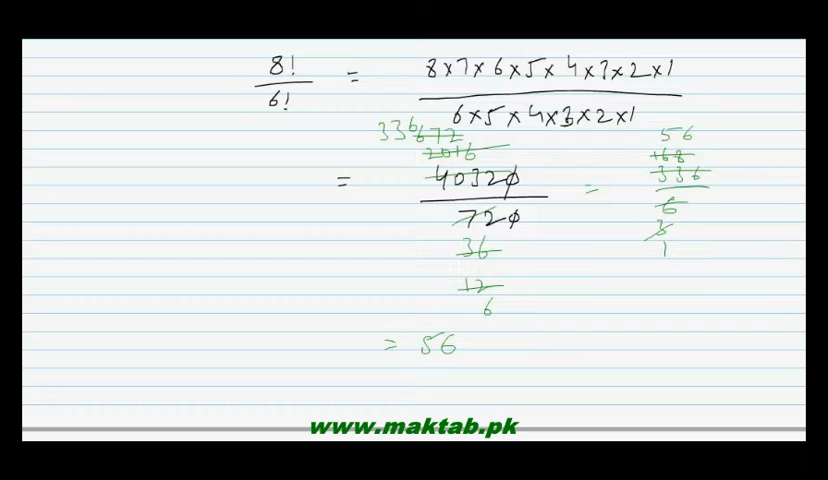 8! / 6! = 8×7×6×5×4×3×2×1 / 6×5×4×3×2×1
336 672 56
2016 168
= 40320 / 720 = 336 / 6
36 3
12 1
6
= 56
www.maktab.pk